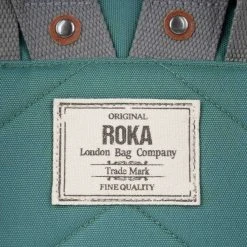 ORIGINAL
ROKA
London Bag Company
Trade Mark
FINE QUALITY